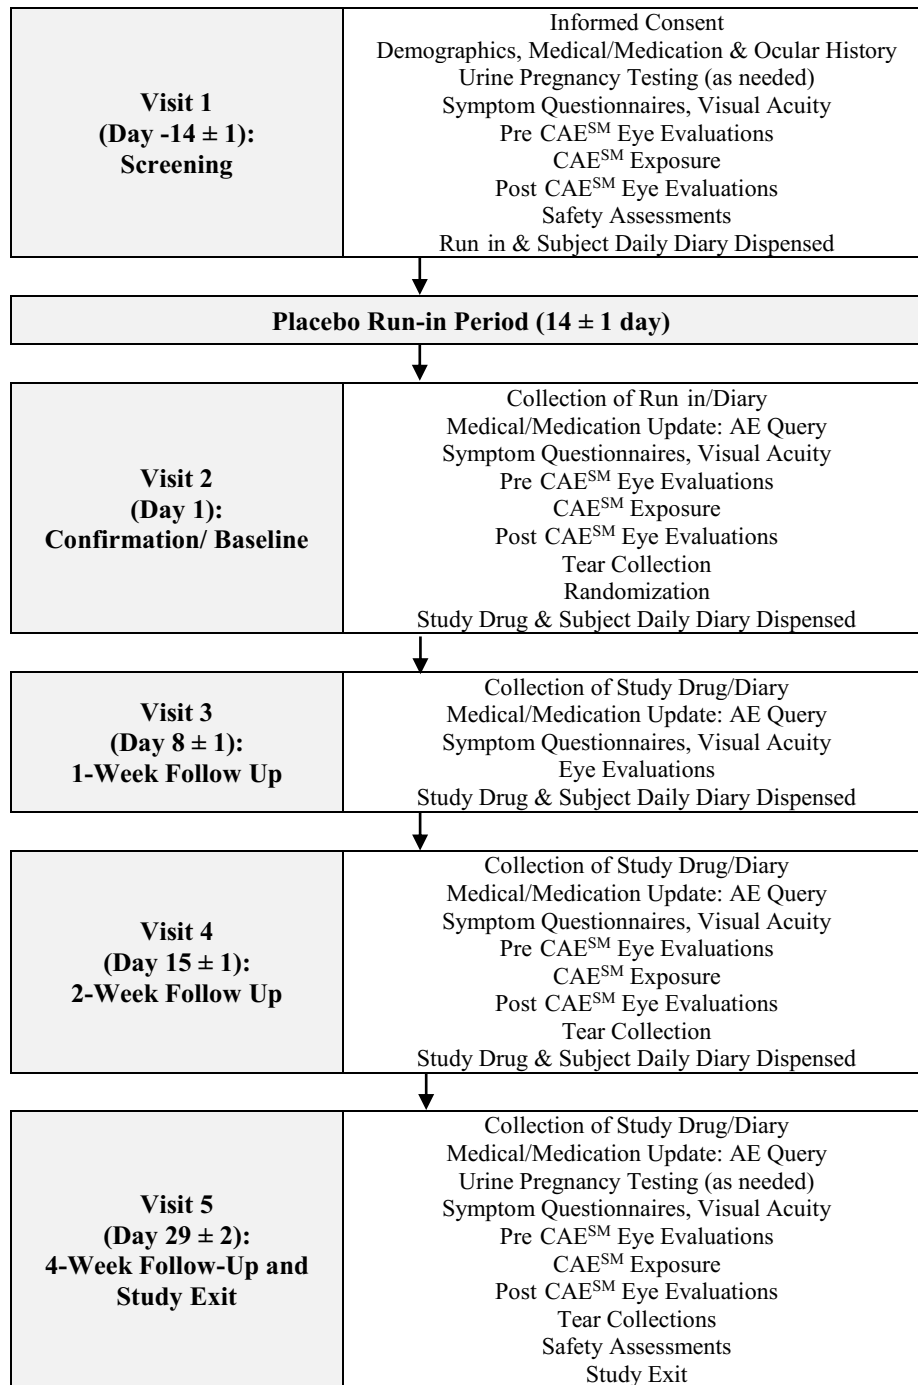 Visit 1
(Day -14 ± 1):
Screening
Informed Consent
Demographics, Medical/Medication & Ocular History
Urine Pregnancy Testing (as needed)
Symptom Questionnaires, Visual Acuity
Pre CAE^SM Eye Evaluations
CAE^SM Exposure
Post CAE^SM Eye Evaluations
Safety Assessments
Run in & Subject Daily Diary Dispensed
Placebo Run-in Period (14 ± 1 day)
Visit 2
(Day 1):
Confirmation/ Baseline
Collection of Run in/Diary
Medical/Medication Update: AE Query
Symptom Questionnaires, Visual Acuity
Pre CAE^SM Eye Evaluations
CAE^SM Exposure
Post CAE^SM Eye Evaluations
Tear Collection
Randomization
Study Drug & Subject Daily Diary Dispensed
Visit 3
(Day 8 ± 1):
1-Week Follow Up
Collection of Study Drug/Diary
Medical/Medication Update: AE Query
Symptom Questionnaires, Visual Acuity
Eye Evaluations
Study Drug & Subject Daily Diary Dispensed
Visit 4
(Day 15 ± 1):
2-Week Follow Up
Collection of Study Drug/Diary
Medical/Medication Update: AE Query
Symptom Questionnaires, Visual Acuity
Pre CAE^SM Eye Evaluations
CAE^SM Exposure
Post CAE^SM Eye Evaluations
Tear Collection
Study Drug & Subject Daily Diary Dispensed
Visit 5
(Day 29 ± 2):
4-Week Follow-Up and
Study Exit
Collection of Study Drug/Diary
Medical/Medication Update: AE Query
Urine Pregnancy Testing (as needed)
Symptom Questionnaires, Visual Acuity
Pre CAE^SM Eye Evaluations
CAE^SM Exposure
Post CAE^SM Eye Evaluations
Tear Collections
Safety Assessments
Study Exit